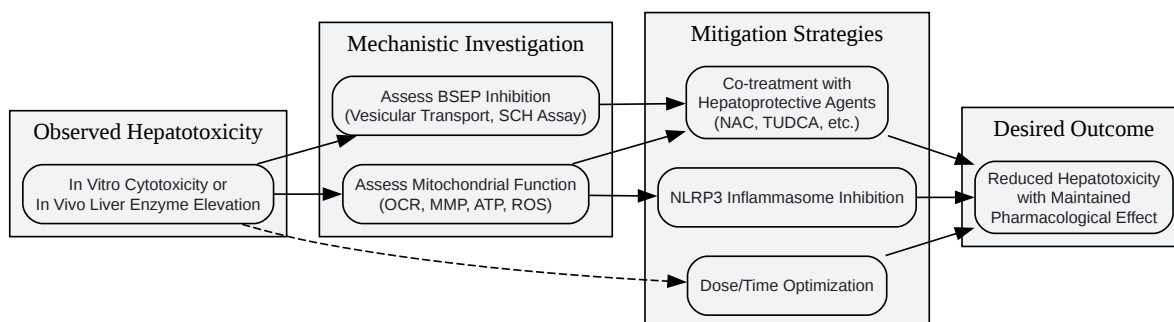 Observed Hepatotoxicity
In Vitro Cytotoxicity or
In Vivo Liver Enzyme Elevation
Mechanistic Investigation
Assess BSEP Inhibition
(Vesicular Transport, SCH Assay)
Assess Mitochondrial Function
(OCR, MMP, ATP, ROS)
Mitigation Strategies
Co-treatment with
Hepatoprotective Agents
(NAC, TUDCA, etc.)
NLRP3 Inflammasome Inhibition
Dose/Time Optimization
Desired Outcome
Reduced Hepatotoxicity
with Maintained
Pharmacological Effect